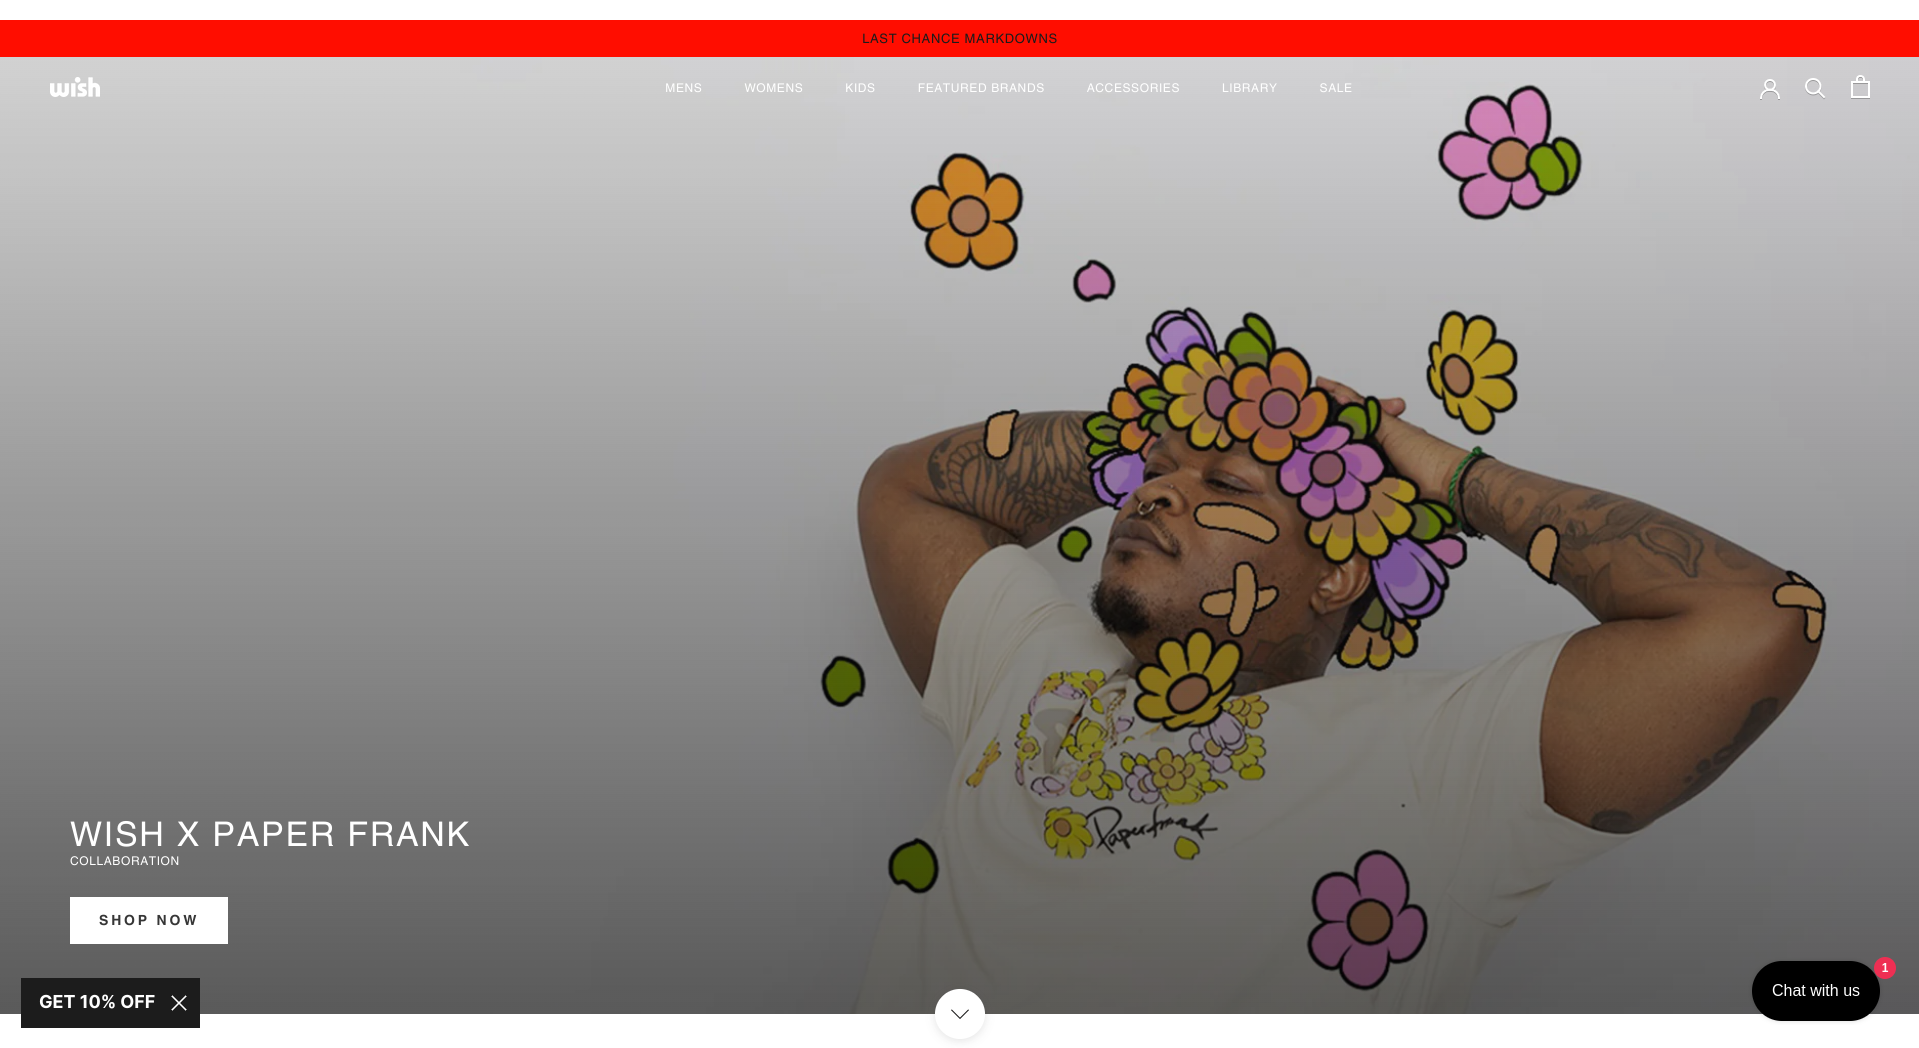 LAST CHANCE MARKDOWNS
wish
MENS WOMENS KIDS FEATURED BRANDS ACCESSORIES LIBRARY SALE
Paperfrank
WISH X PAPER FRANK
COLLABORATION
SHOP NOW
GET 10% OFF
1
Chat with us